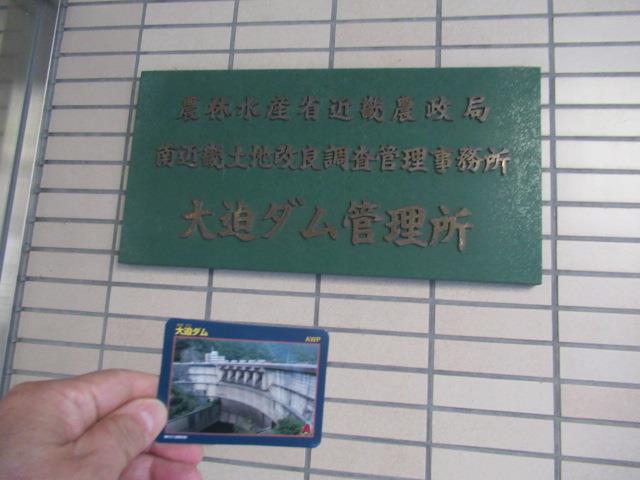 農林水産省近畿農政局
南近畿土地改良調査管理事務所
大迫ダム管理所
大迫ダム
AWP
A